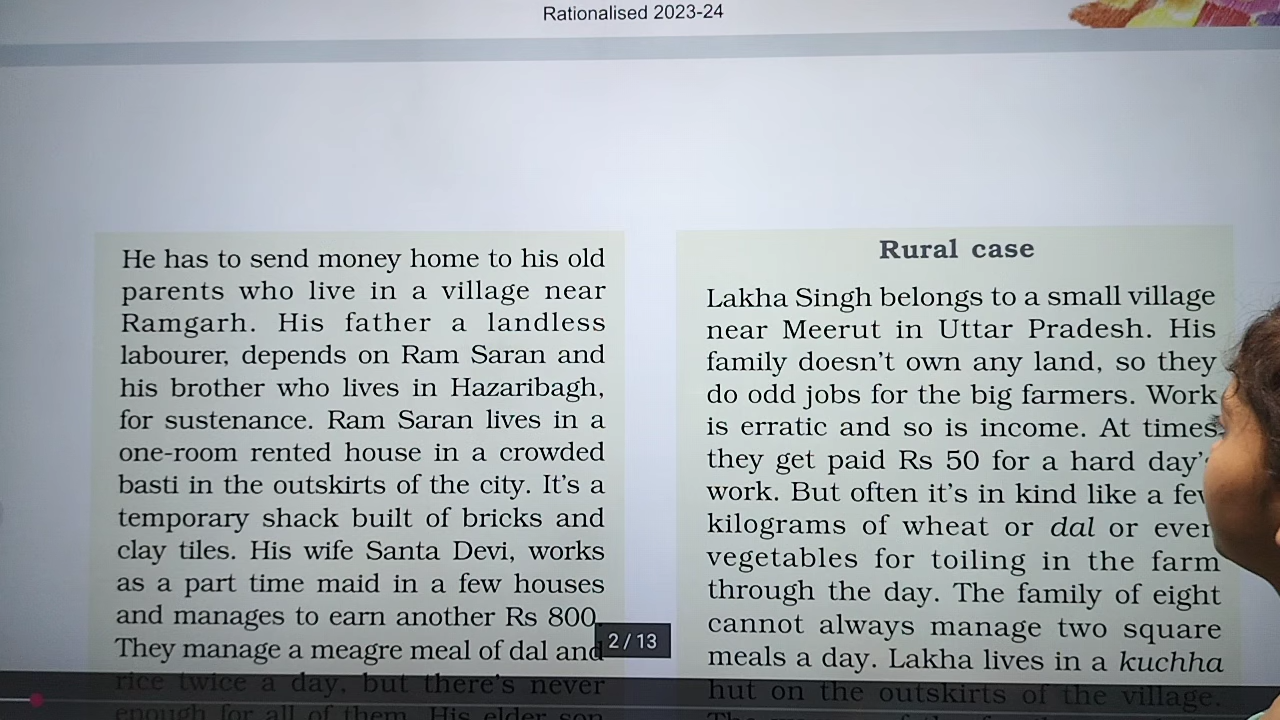 Rationalised 2023-24
He has to send money home to his old
parents who live in a village near
Ramgarh. His father a landless
labourer, depends on Ram Saran and
his brother who lives in Hazaribagh,
for sustenance. Ram Saran lives in a
one-room rented house in a crowded
basti in the outskirts of the city. It's a
temporary shack built of bricks and
clay tiles. His wife Santa Devi, works
as a part time maid in a few houses
and manages to earn another Rs 800.
They manage a meagre meal of dal and
rice twice a day, but there's never
enough for all of them. His elder son
Rural case
Lakha Singh belongs to a small village
near Meerut in Uttar Pradesh. His
family doesn't own any land, so they
do odd jobs for the big farmers. Work
is erratic and so is income. At times
they get paid Rs 50 for a hard day's
work. But often it's in kind like a few
kilograms of wheat or dal or even
vegetables for toiling in the farm
through the day. The family of eight
cannot always manage two square
meals a day. Lakha lives in a kuchha
hut on the outskirts of the village.
2 / 13